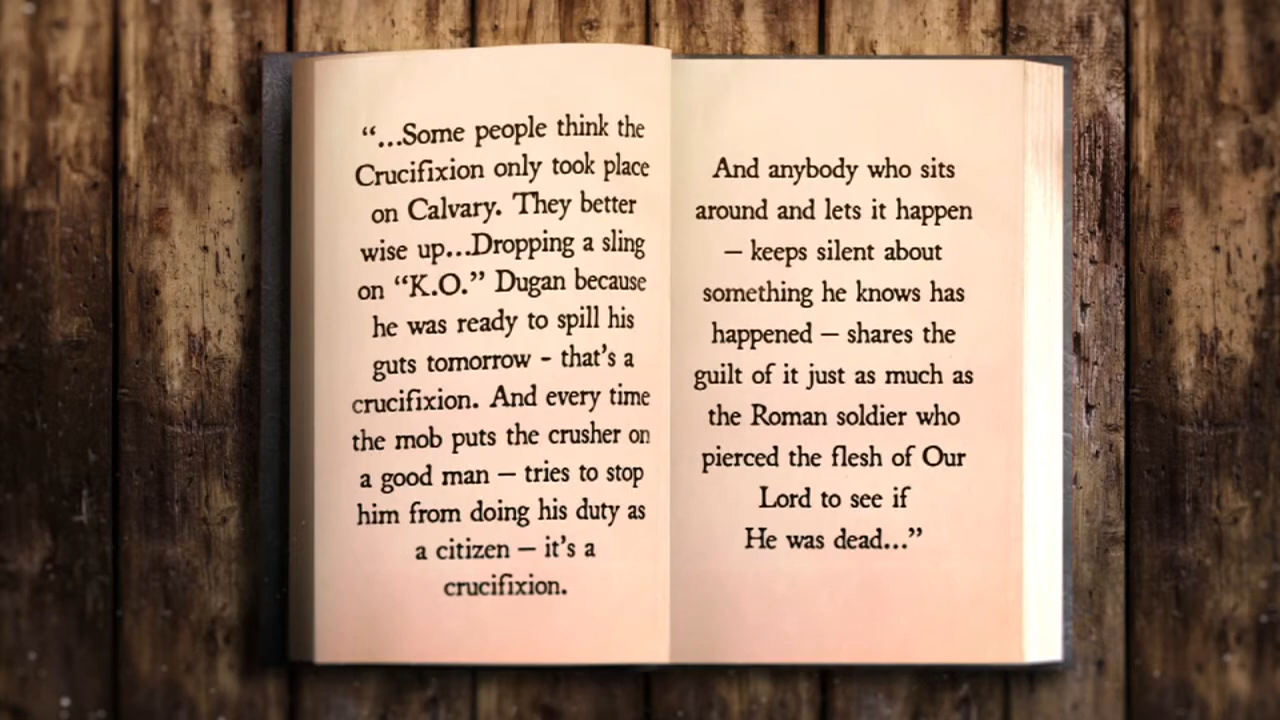 “...Some people think the
Crucifixion only took place
on Calvary. They better
wise up...Dropping a sling
on “K.O.” Dugan because
he was ready to spill his
guts tomorrow - that’s a
crucifixion. And every time
the mob puts the crusher on
a good man – tries to stop
him from doing his duty as
a citizen – it’s a
crucifixion.
And anybody who sits
around and lets it happen
– keeps silent about
something he knows has
happened – shares the
guilt of it just as much as
the Roman soldier who
pierced the flesh of Our
Lord to see if
He was dead...”